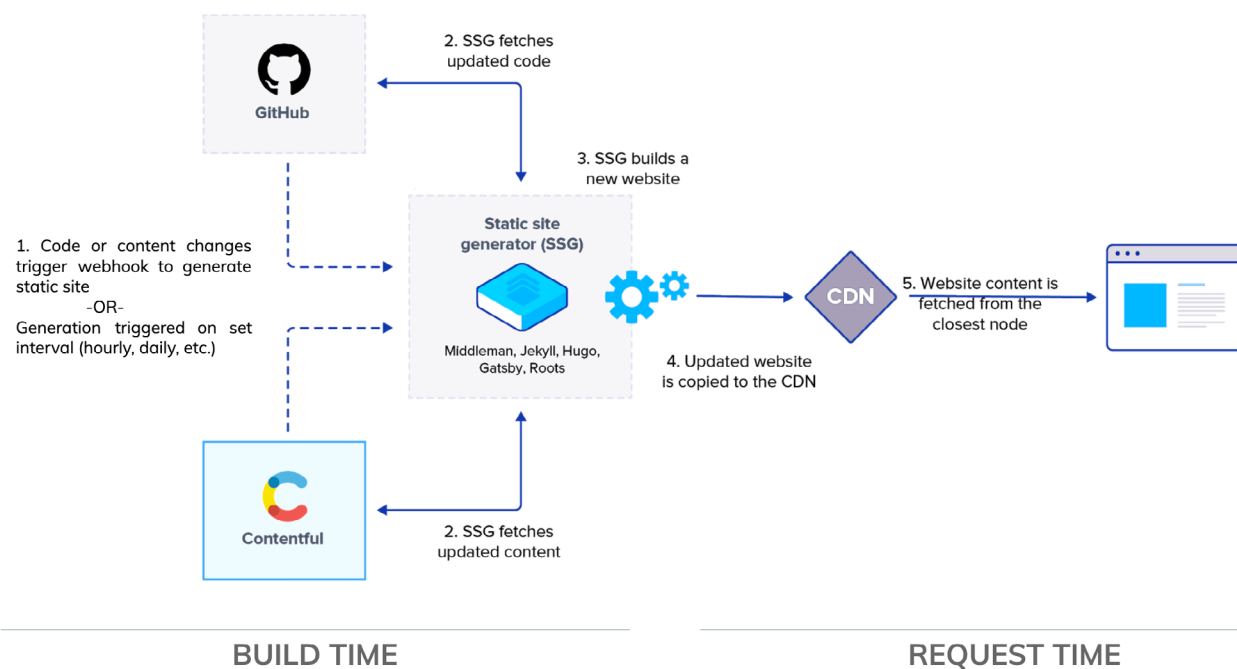 GitHub
2. SSG fetches
updated code
3. SSG builds a
new website
1. Code or content changes
trigger webhook to generate
static site
-OR-
Generation triggered on set
interval (hourly, daily, etc.)
Static site
generator (SSG)
Middleman, Jekyll, Hugo,
Gatsby, Roots
4. Updated website
is copied to the CDN
CDN
5. Website content is
fetched from the
closest node
Contentful
2. SSG fetches
updated content
BUILD TIME
REQUEST TIME